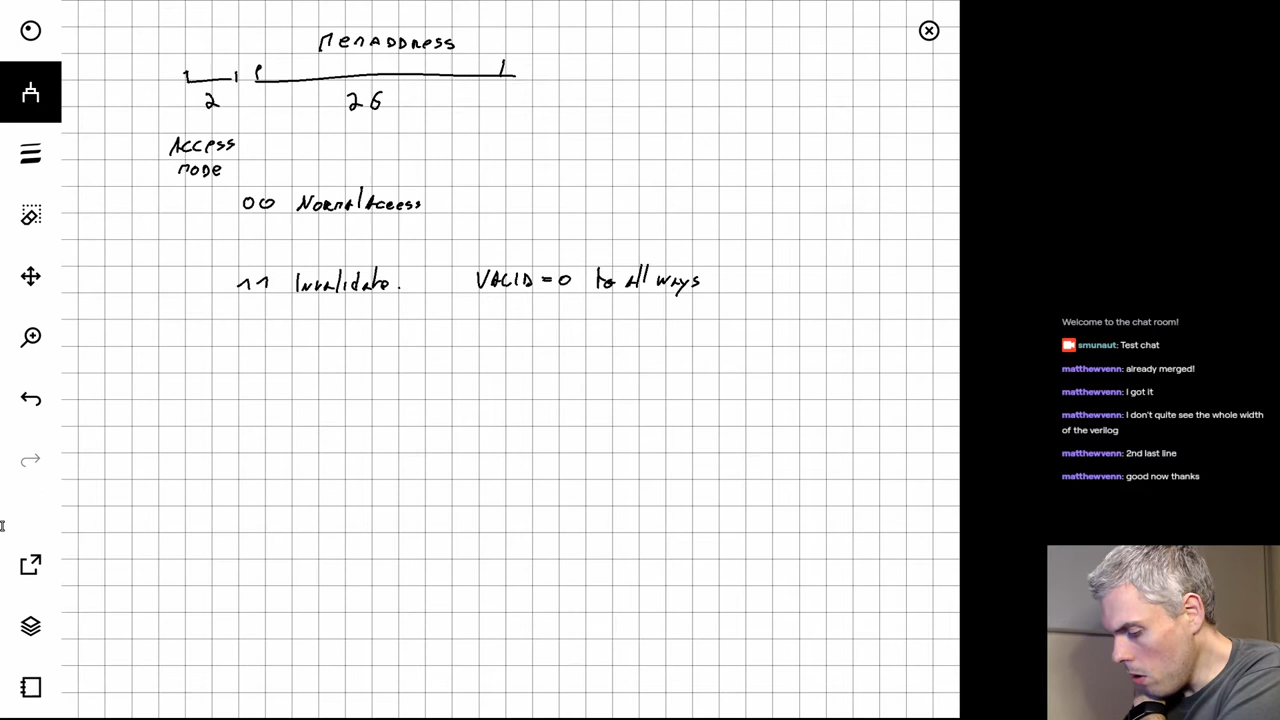 MemAddress
2 26
Access
mode
00 Normal Access
11 Invalidate. VALID = 0 to all ways
Welcome to the chat room!
smunaut: Test chat
matthewvenn: already merged!
matthewvenn: I got it
matthewvenn: I don't quite see the whole width
of the verilog
matthewvenn: 2nd last line
matthewvenn: good now thanks